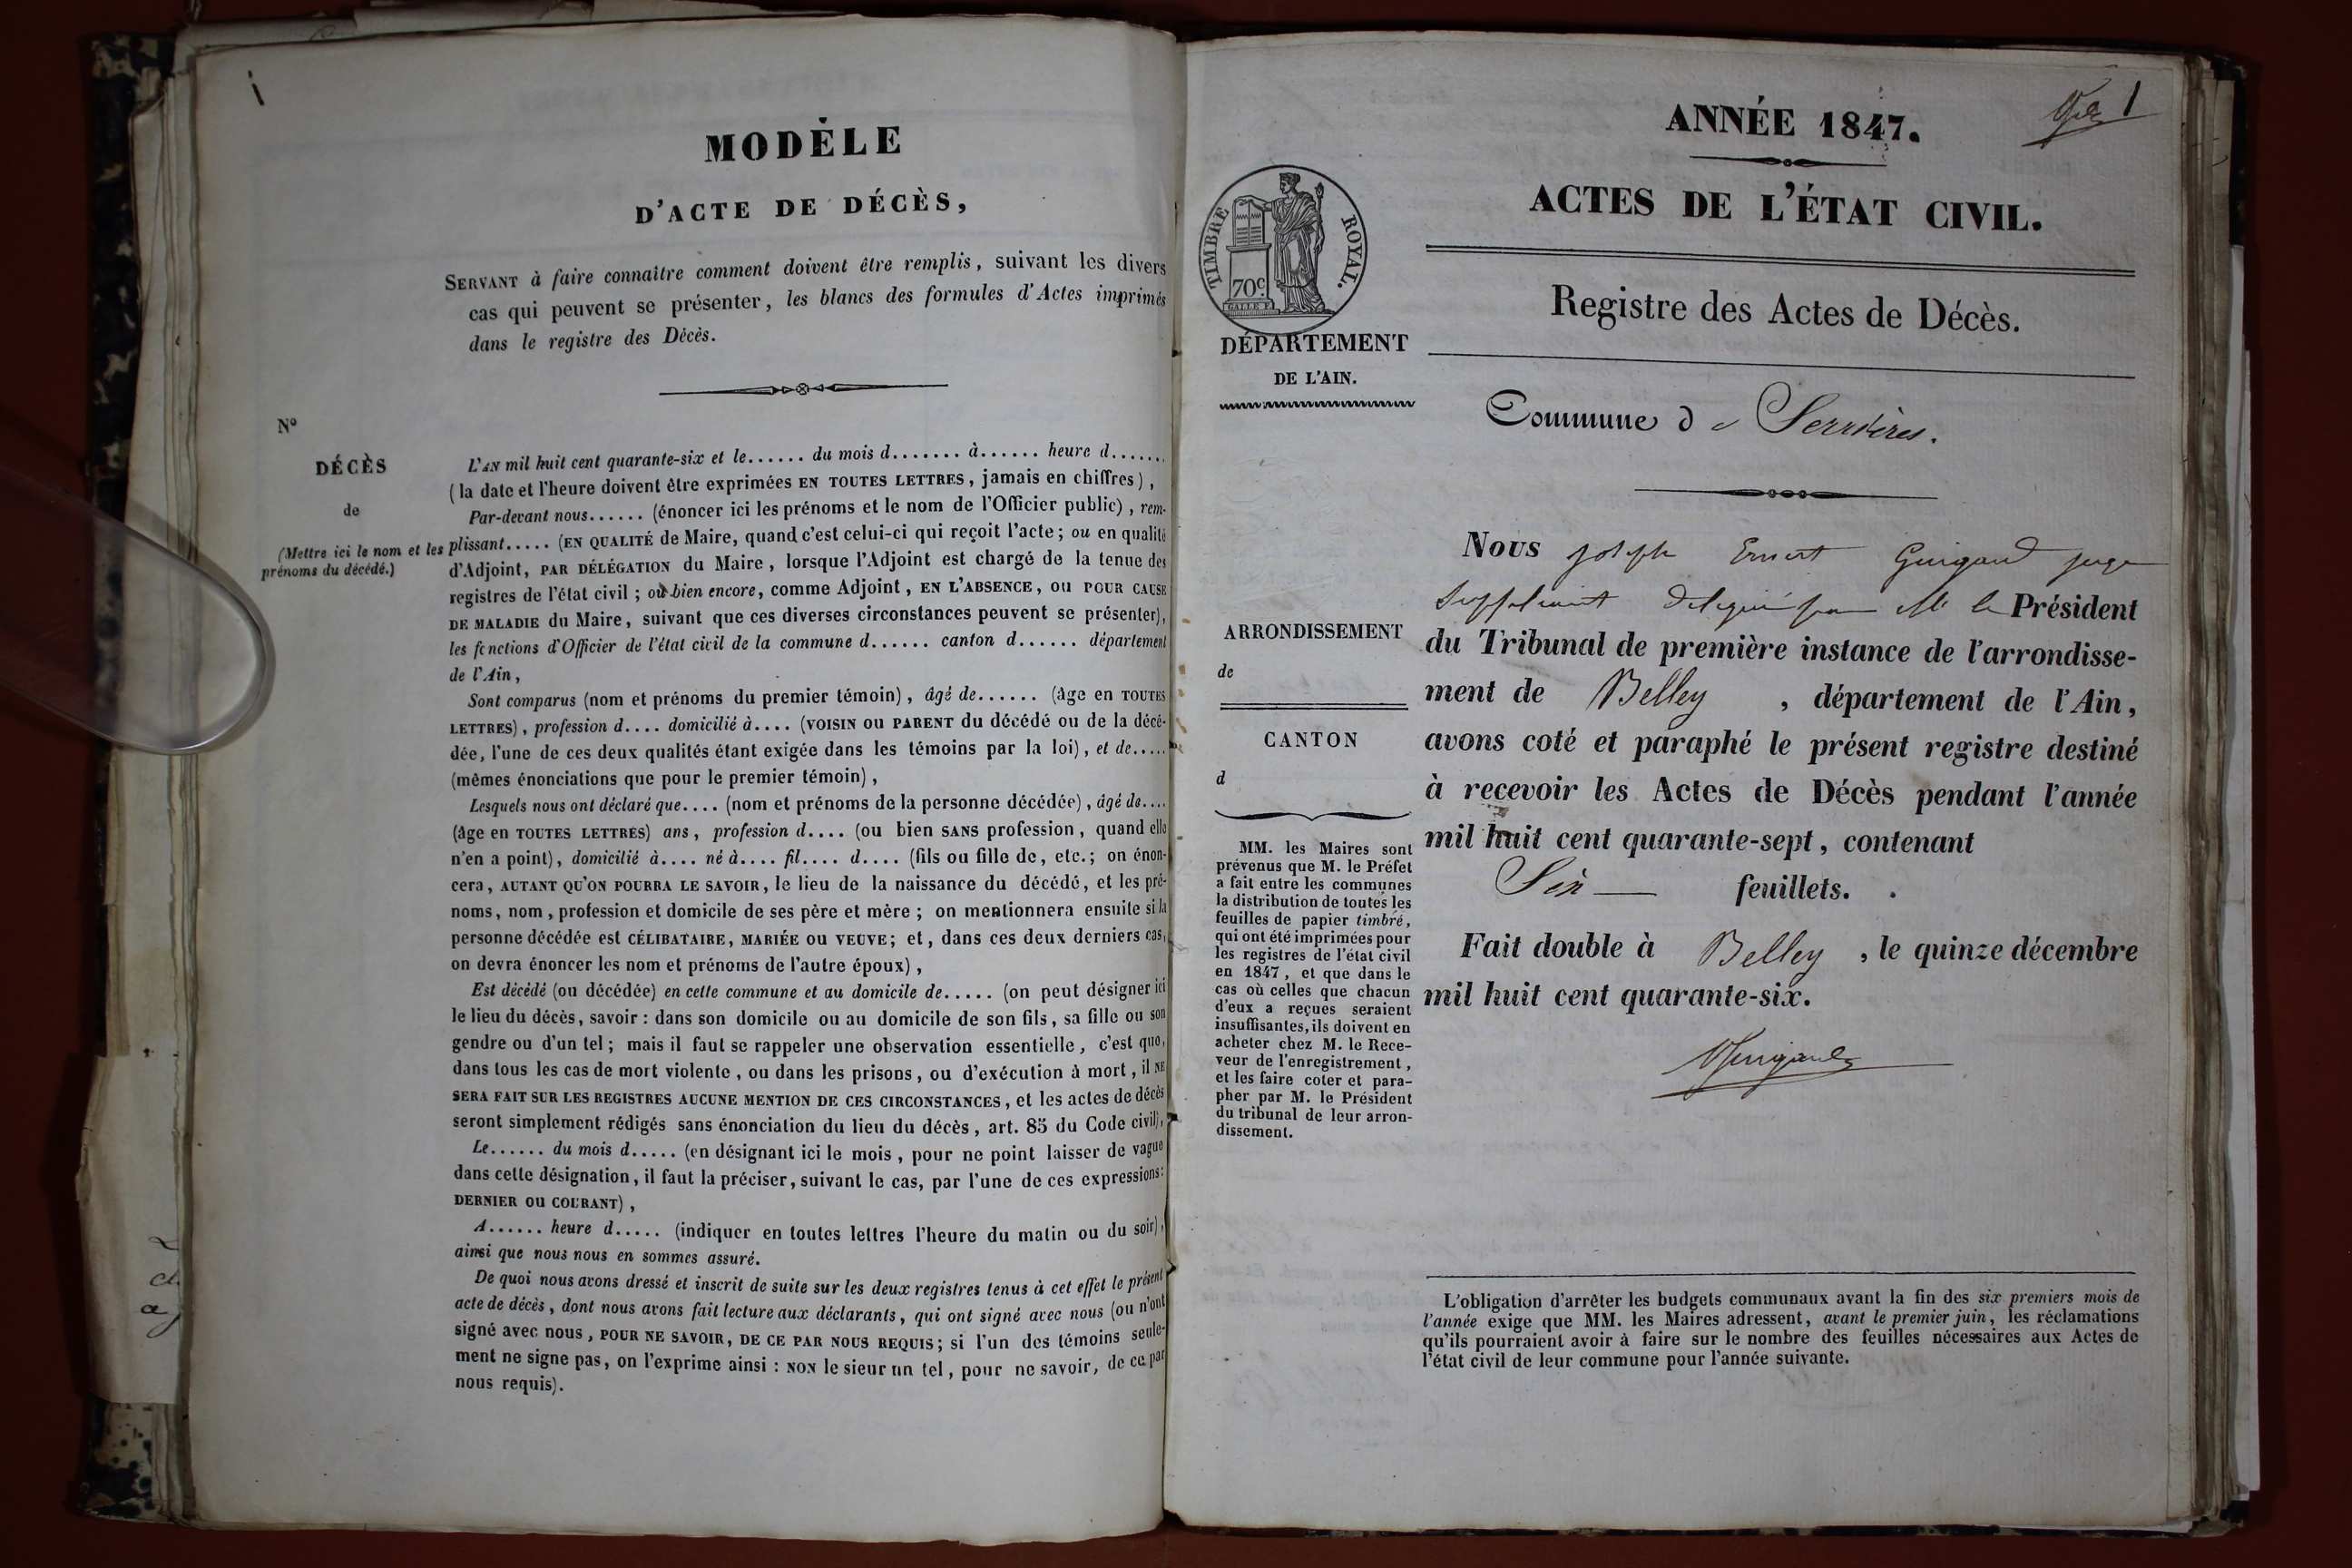 MODÈLE
D'ACTE DE DÉCÈS,
SERVANT à faire connaître comment doivent être remplis, suivant les divers
cas qui peuvent se présenter, les blancs des formules d'Actes imprimés
dans le registre des Décès.
N°
DÉCÈS
de
(Mettre ici le nom et les
prénoms du décédé.)
L'AN mil huit cent quarante-six et le...... du mois d....... à...... heure d.......
(la date et l'heure doivent être exprimées EN TOUTES LETTRES, jamais en chiffres),
Par-devant nous...... (énoncer ici les prénoms et le nom de l'Officier public), rem-
plissant..... (EN QUALITÉ de Maire, quand c'est celui-ci qui reçoit l'acte; ou en qualité
d'Adjoint, PAR DÉLÉGATION du Maire, lorsque l'Adjoint est chargé de la tenue des
registres de l'état civil; ou bien encore, comme Adjoint, EN L'ABSENCE, ou POUR CAUSE
DE MALADIE du Maire, suivant que ces diverses circonstances peuvent se présenter),
les fonctions d'Officier de l'état civil de la commune d...... canton d...... département
de l'Ain,
Sont comparus (nom et prénoms du premier témoin), âgé de...... (âge en TOUTES
LETTRES), profession d.... domicilié à.... (VOISIN ou PARENT du décédé ou de la décé-
dée, l'une de ces deux qualités étant exigée dans les témoins par la loi), et de.....
(mêmes énonciations que pour le premier témoin),
Lesquels nous ont déclaré que.... (nom et prénoms de la personne décédée), âgé de....
(âge en TOUTES LETTRES) ans, profession d.... (ou bien SANS profession, quand elle
n'en a point), domicilié à.... né à.... fil.... d.... (fils ou fille de, etc.; on énon-
cera, AUTANT QU'ON POURRA LE SAVOIR, le lieu de la naissance du décédé, et les pré-
noms, nom, profession et domicile de ses père et mère; on mentionnera ensuite si la
personne décédée est CÉLIBATAIRE, MARIÉE ou VEUVE; et, dans ces deux derniers cas,
on devra énoncer les nom et prénoms de l'autre époux),
Est décédé (ou décédée) en cette commune et au domicile de..... (on peut désigner ici
le lieu du décès, savoir: dans son domicile ou au domicile de son fils, sa fille ou son
gendre ou d'un tel; mais il faut se rappeler une observation essentielle, c'est que,
dans tous les cas de mort violente, ou dans les prisons, ou d'exécution à mort, il NE
SERA FAIT SUR LES REGISTRES AUCUNE MENTION DE CES CIRCONSTANCES, et les actes de décès
seront simplement rédigés sans énonciation du lieu du décès, art. 85 du Code civil),
Le...... du mois d..... (en désignant ici le mois, pour ne point laisser de vague
dans cette désignation, il faut la préciser, suivant le cas, par l'une de ces expressions:
DERNIER OU COURANT),
A...... heure d..... (indiquer en toutes lettres l'heure du matin ou du soir),
ainsi que nous nous en sommes assuré.
De quoi nous avons dressé et inscrit de suite sur les deux registres tenus à cet effet le présent
acte de décès, dont nous avons fait lecture aux déclarants, qui ont signé avec nous (ou n'ont
signé avec nous, POUR NE SAVOIR, DE CE PAR NOUS REQUIS; si l'un des témoins seule-
ment ne signe pas, on l'exprime ainsi: NON le sieur un tel, pour ne savoir, de ce par
nous requis).
1
ANNÉE 1847.
ACTES DE L'ÉTAT CIVIL.
Registre des Actes de Décès.
TIMBRE ROYAL.
70c.
DÉPARTEMENT
DE L'AIN.
Commune de Serrières.
Nous joseph Ernest Guigaud juge
suppléant délégué par Mr le Président
du Tribunal de première instance de l'arrondisse-
ment de Belley, département de l'Ain,
avons coté et paraphé le présent registre destiné
à recevoir les Actes de Décès pendant l'année
mil huit cent quarante-sept, contenant
Six feuillets.
Fait double à Belley, le quinze décembre
mil huit cent quarante-six.
Guigaud
ARRONDISSEMENT
de
CANTON
d
MM. les Maires sont
prévenus que M. le Préfet
a fait entre les communes
la distribution de toutes les
feuilles de papier timbré,
qui ont été imprimées pour
les registres de l'état civil
en 1847, et que dans le
cas où celles que chacun
d'eux a reçues seraient
insuffisantes, ils doivent en
acheter chez M. le Rece-
veur de l'enregistrement,
et les faire coter et para-
pher par M. le Président
du tribunal de leur arron-
dissement.
L'obligation d'arrêter les budgets communaux avant la fin des six premiers mois de
l'année exige que MM. les Maires adressent, avant le premier juin, les réclamations
qu'ils pourraient avoir à faire sur le nombre des feuilles nécessaires aux Actes de
l'état civil de leur commune pour l'année suivante.